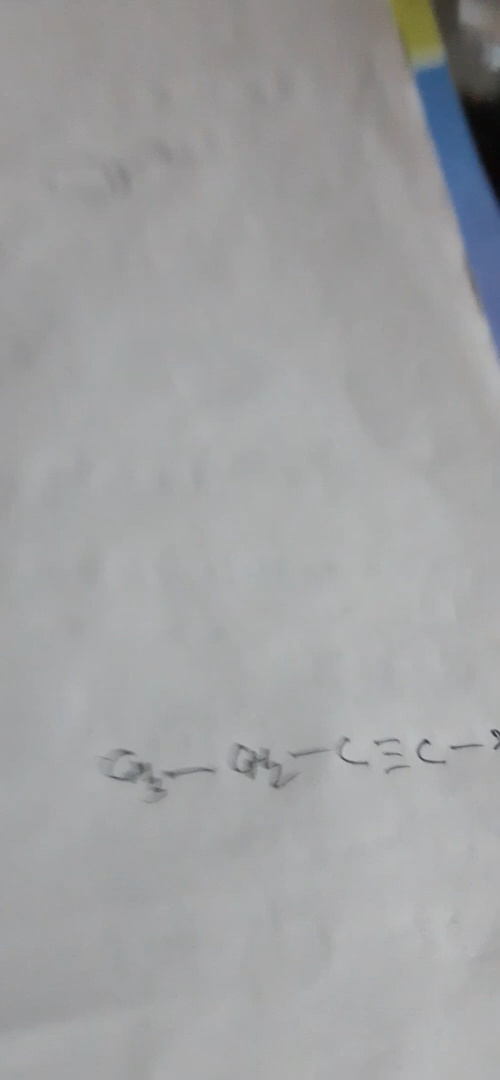 CH₃ — CH₂ — C ≡ C —